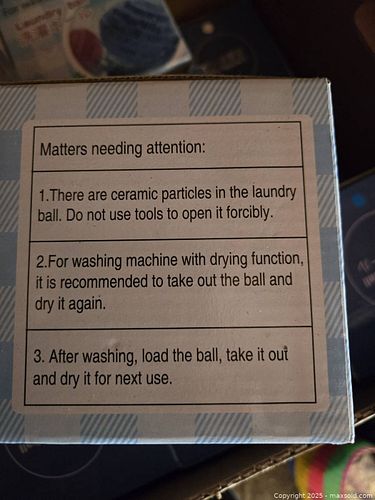 Laundry
Matters needing attention:
1.There are ceramic particles in the laundry
ball. Do not use tools to open it forcibly.
2.For washing machine with drying function,
it is recommended to take out the ball and
dry it again.
3. After washing, load the ball, take it out
and dry it for next use.
Copyright 2025 - maxsold.com